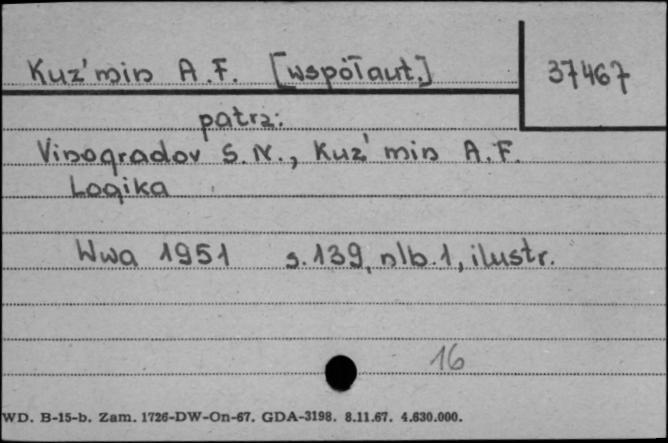 Kuz'min A.F. [współaut.] 37467
patrz:
Vinogradov S.N., Kuz'min A.F.
Logika
Wwa 1951 s.139, nlb.1, ilustr.
16
WD. B-15-b. Zam. 1726-DW-On-67. GDA-3198. 8.11.67. 4.630.000.